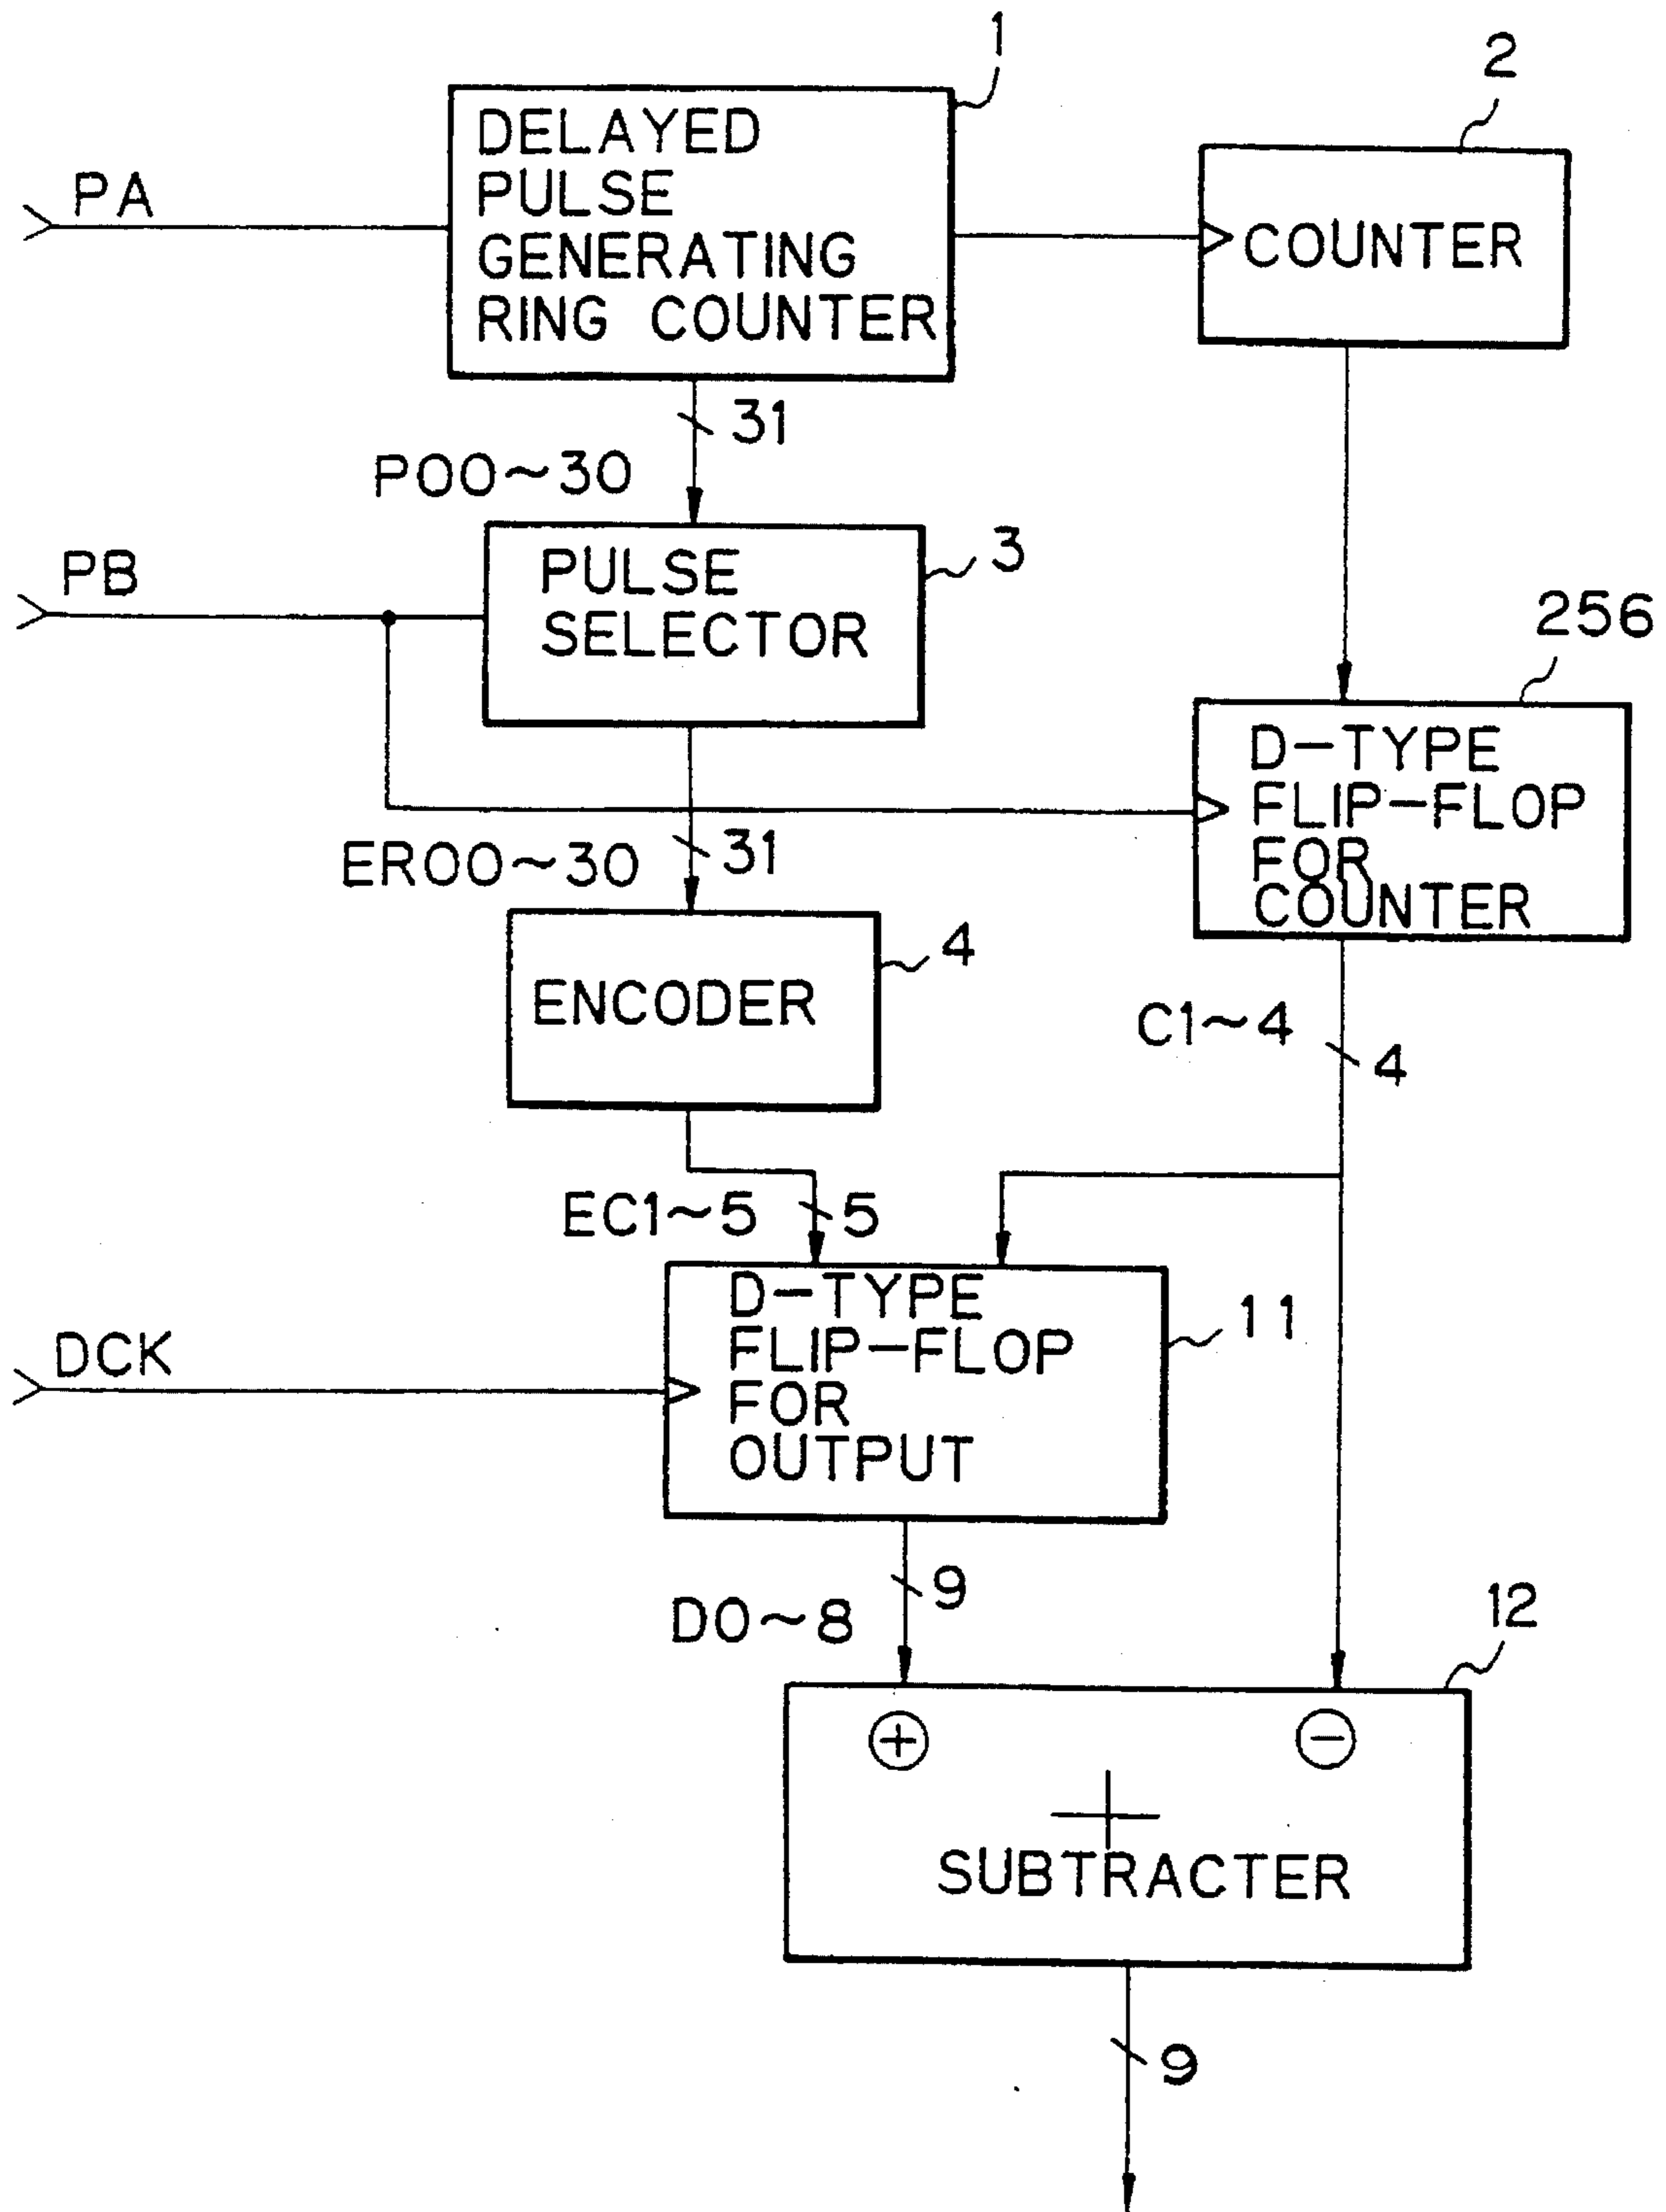 1
2
DELAYED
PULSE
GENERATING
RING COUNTER
PA
COUNTER
31
P00~30
3
PB
PULSE
SELECTOR
256
D-TYPE
FLIP-FLOP
FOR
COUNTER
31
ER00~30
4
ENCODER
C1~4
4
EC1~5
5
D-TYPE
FLIP-FLOP
FOR
OUTPUT
11
DCK
9
D0~8
12
+
−
+
SUBTRACTER
9